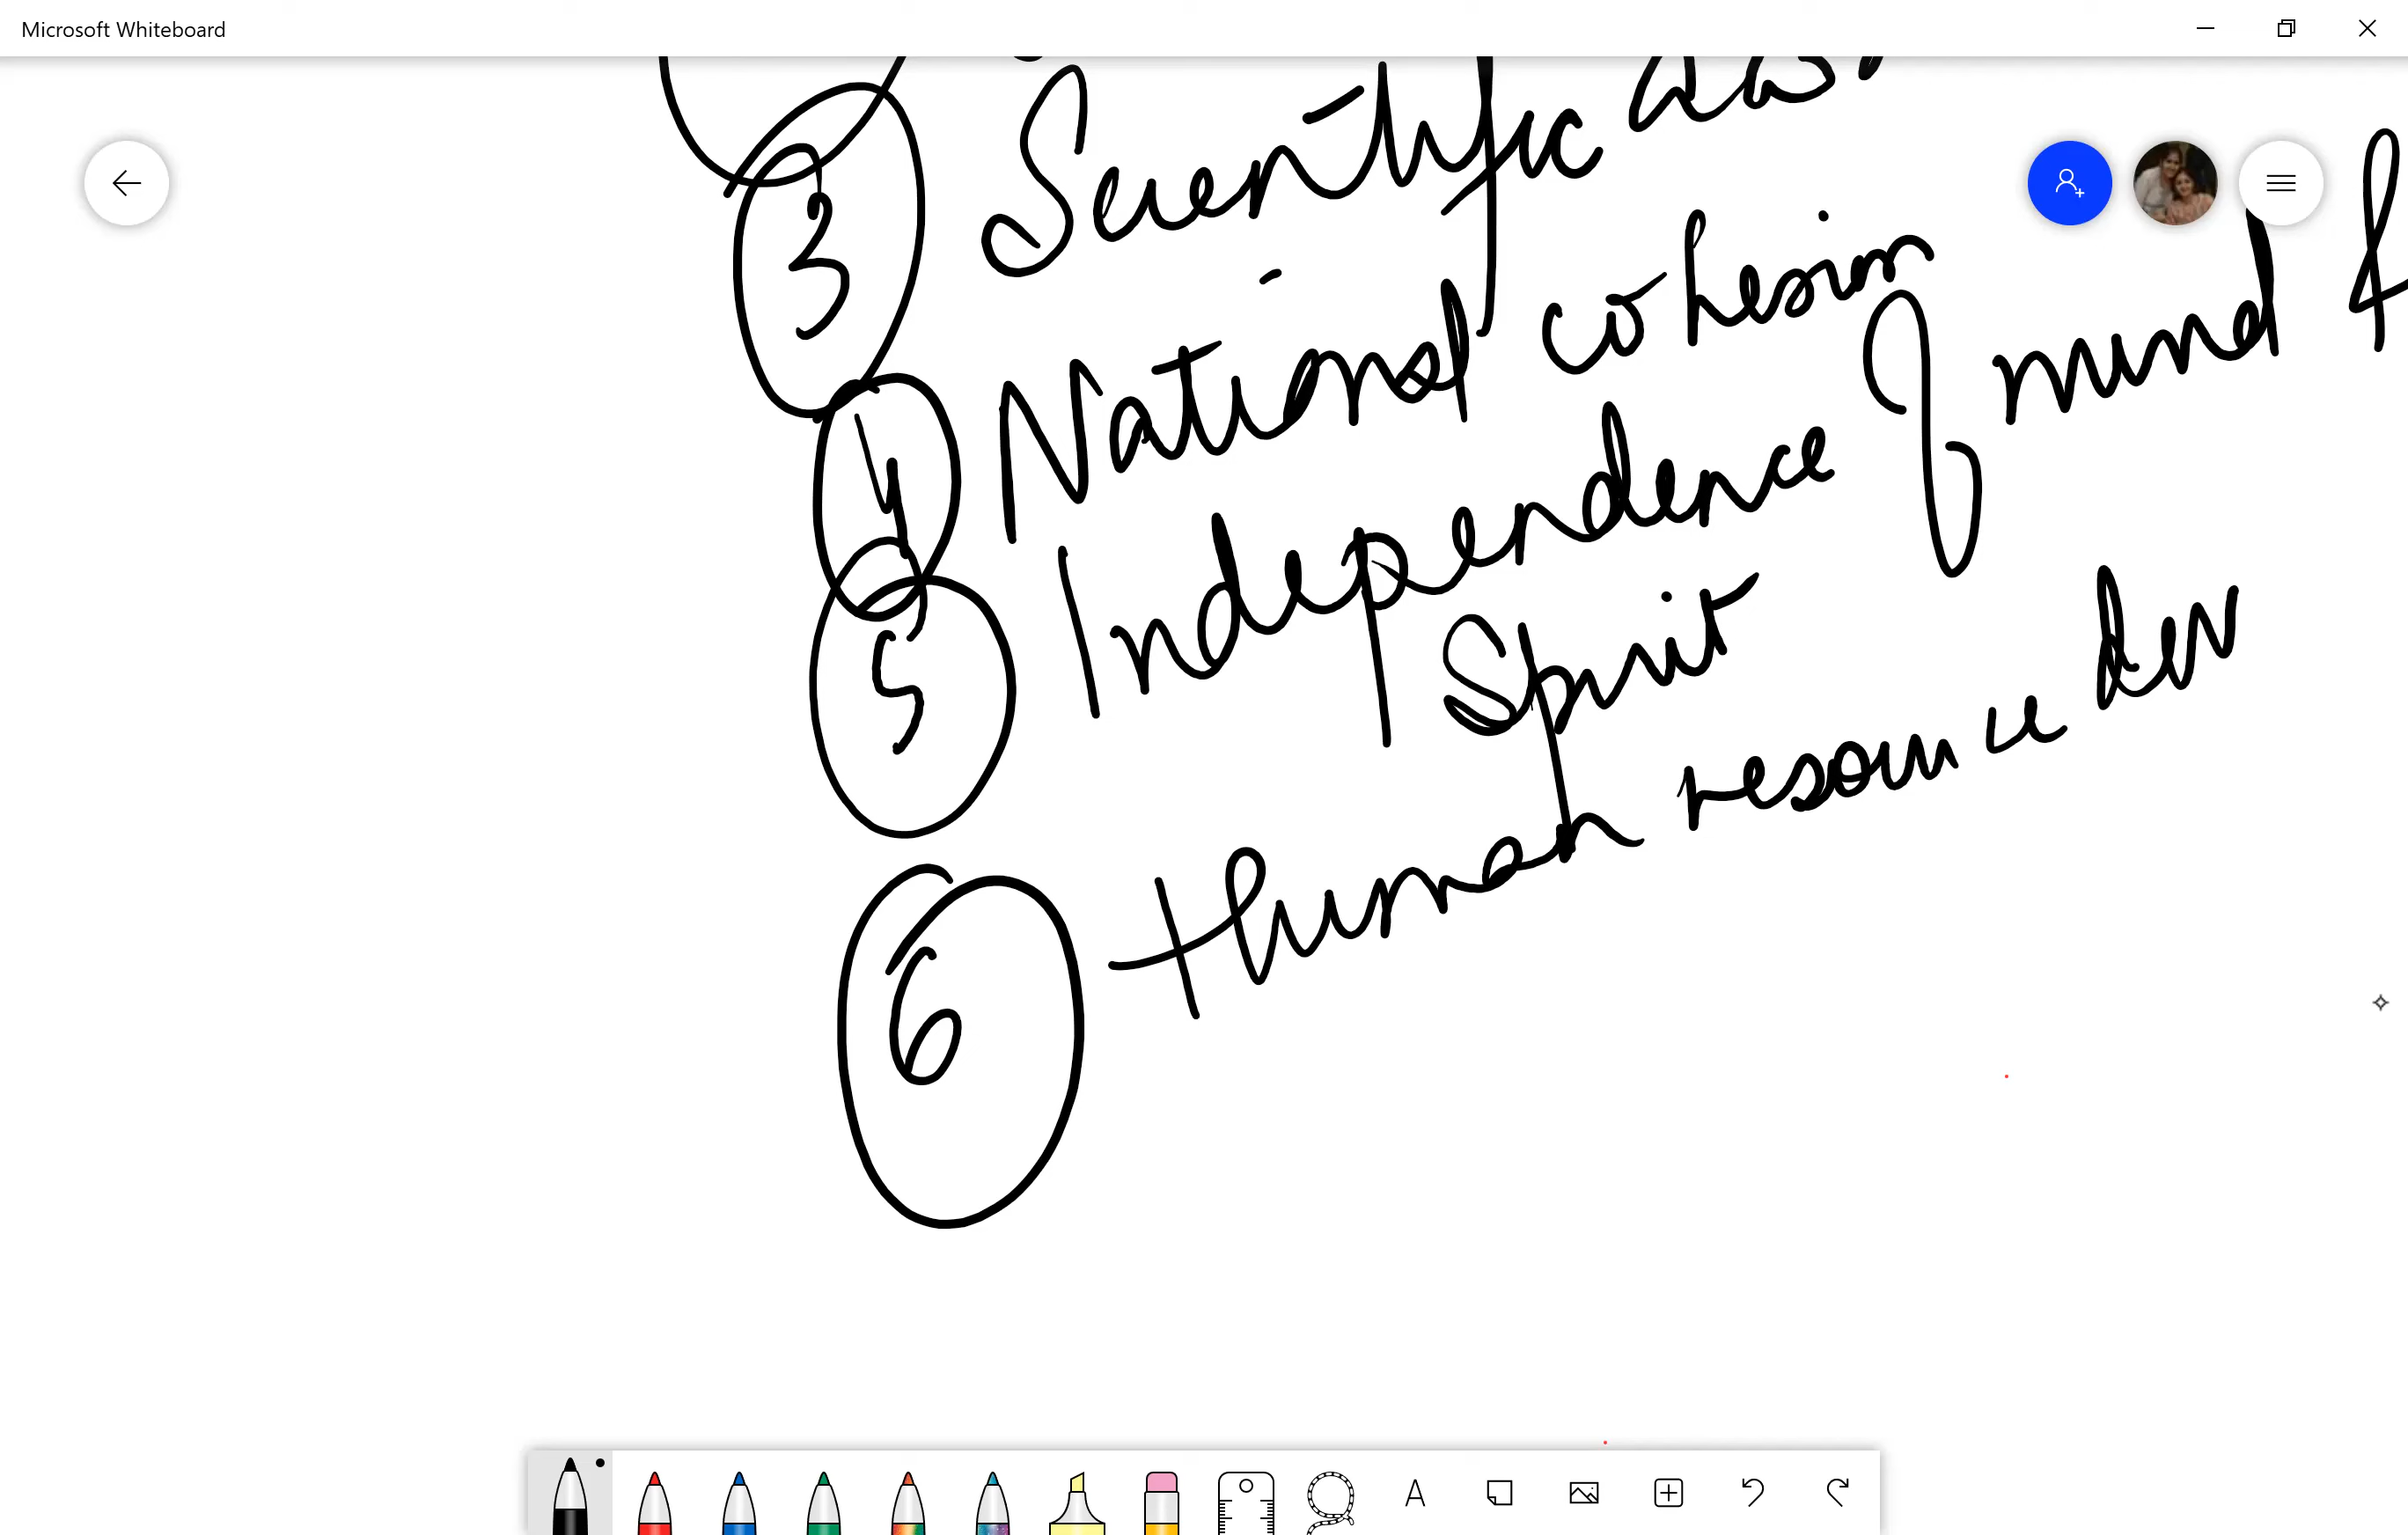 Microsoft Whiteboard
3 Scientific
4 National cohesion
5 Independence of mind &
Spirit
6 Human resource dev